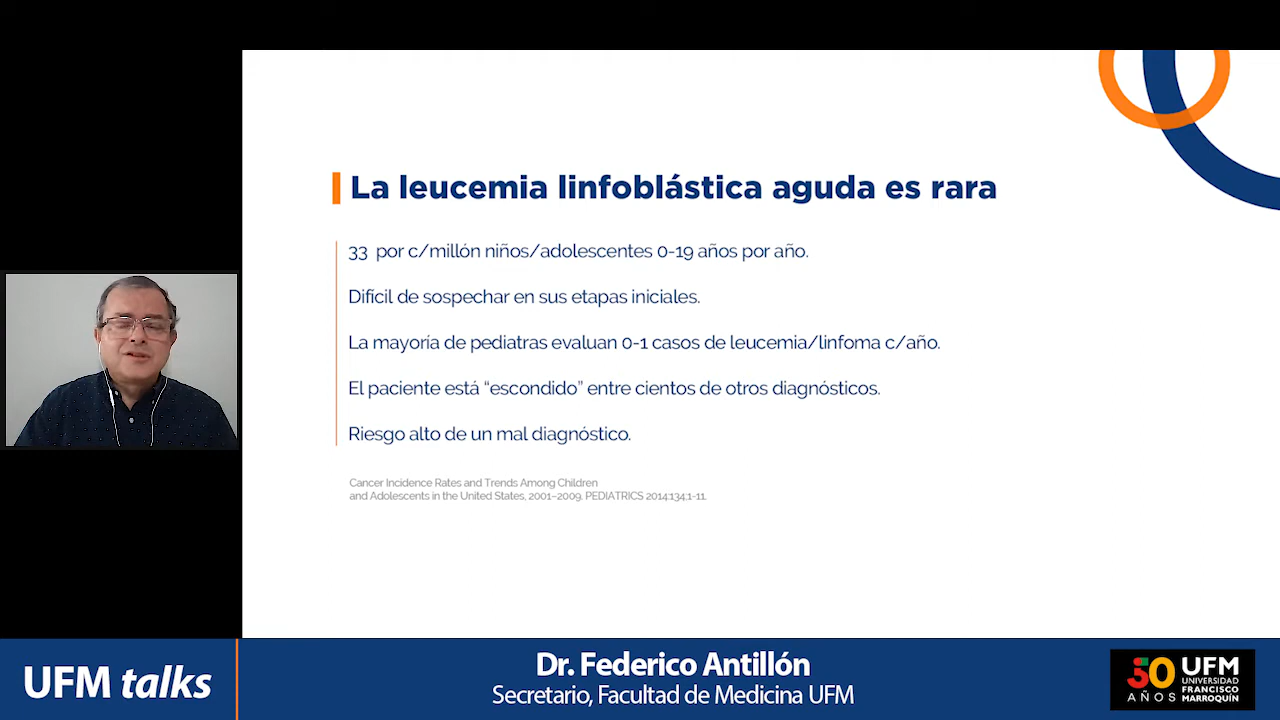 La leucemia linfoblástica aguda es rara
33 por c/millón niños/adolescentes 0-19 años por año.
Difícil de sospechar en sus etapas iniciales.
La mayoría de pediatras evaluan 0-1 casos de leucemia/linfoma c/año.
El paciente está “escondido” entre cientos de otros diagnósticos.
Riesgo alto de un mal diagnóstico.
Cancer Incidence Rates and Trends Among Children
and Adolescents in the United States, 2001–2009. PEDIATRICS 2014;134;1-11.
UFM talks
Dr. Federico Antillón
Secretario, Facultad de Medicina UFM
50
AÑOS
UFM
UNIVERSIDAD
FRANCISCO
MARROQUÍN